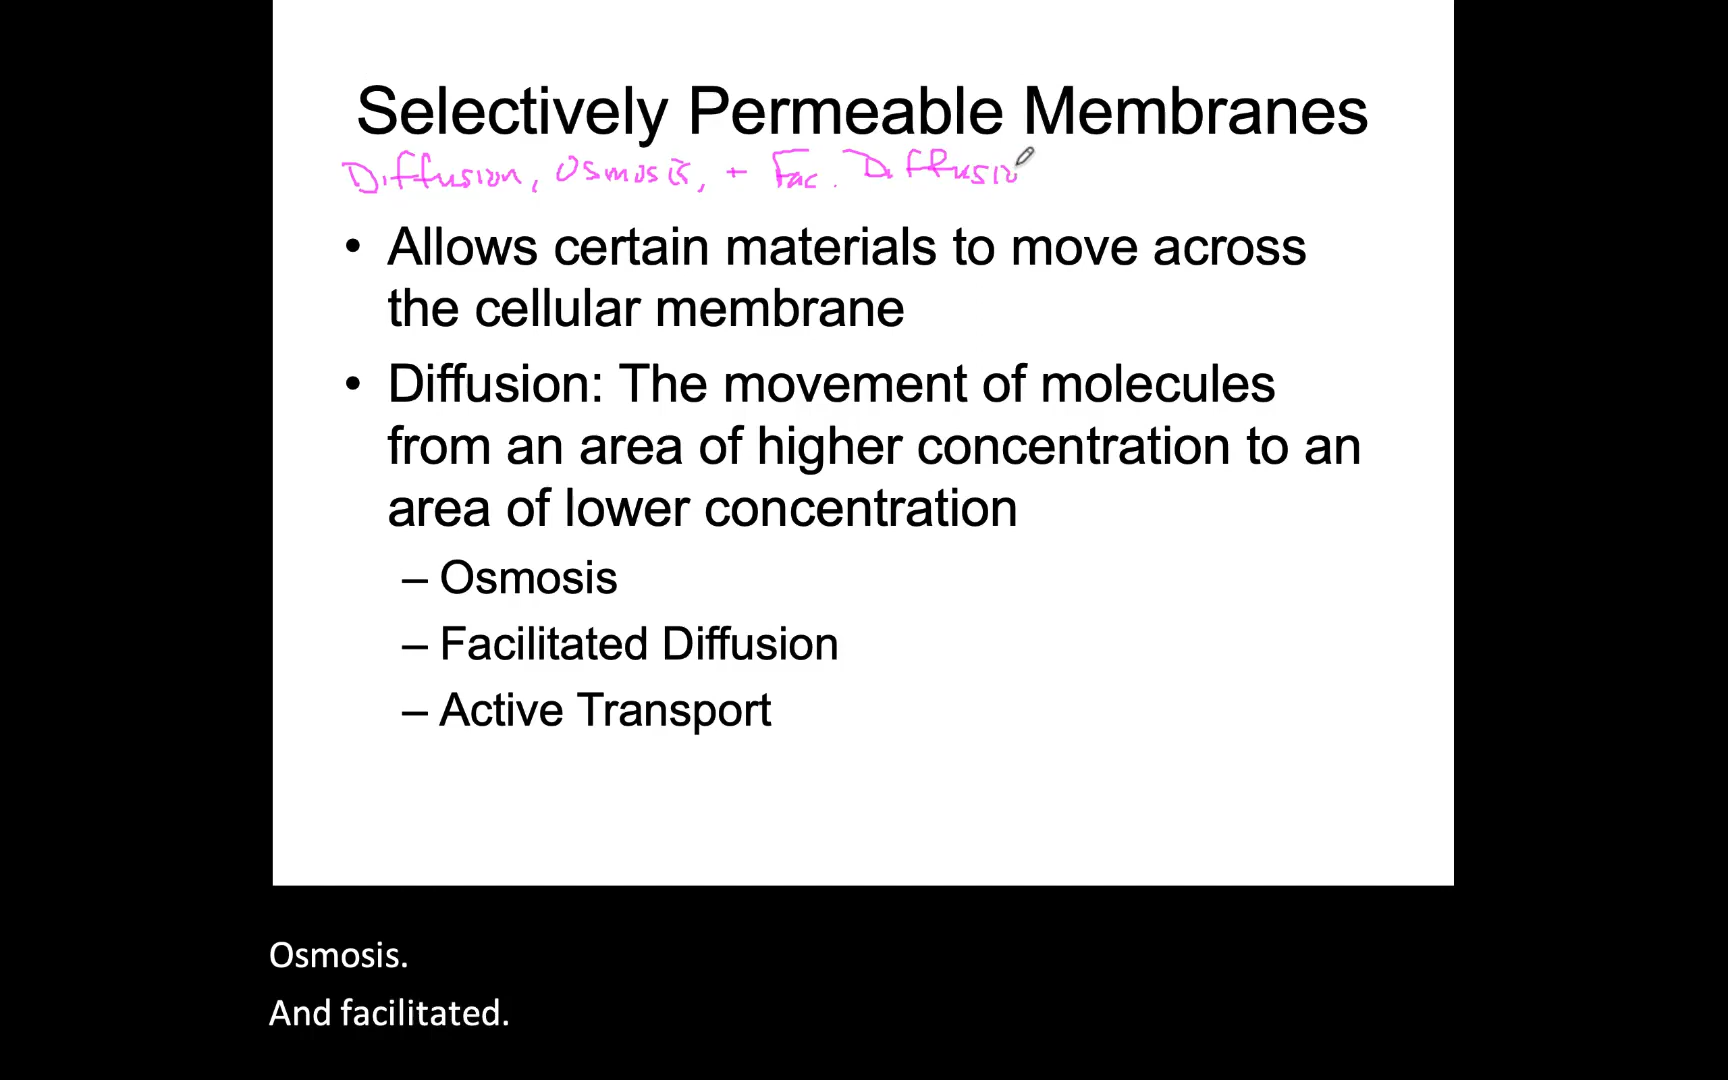 Selectively Permeable Membranes
Diffusion, Osmosis, + Fac. Diffusio
• Allows certain materials to move across
the cellular membrane
• Diffusion: The movement of molecules
from an area of higher concentration to an
area of lower concentration
– Osmosis
– Facilitated Diffusion
– Active Transport
Osmosis.
And facilitated.